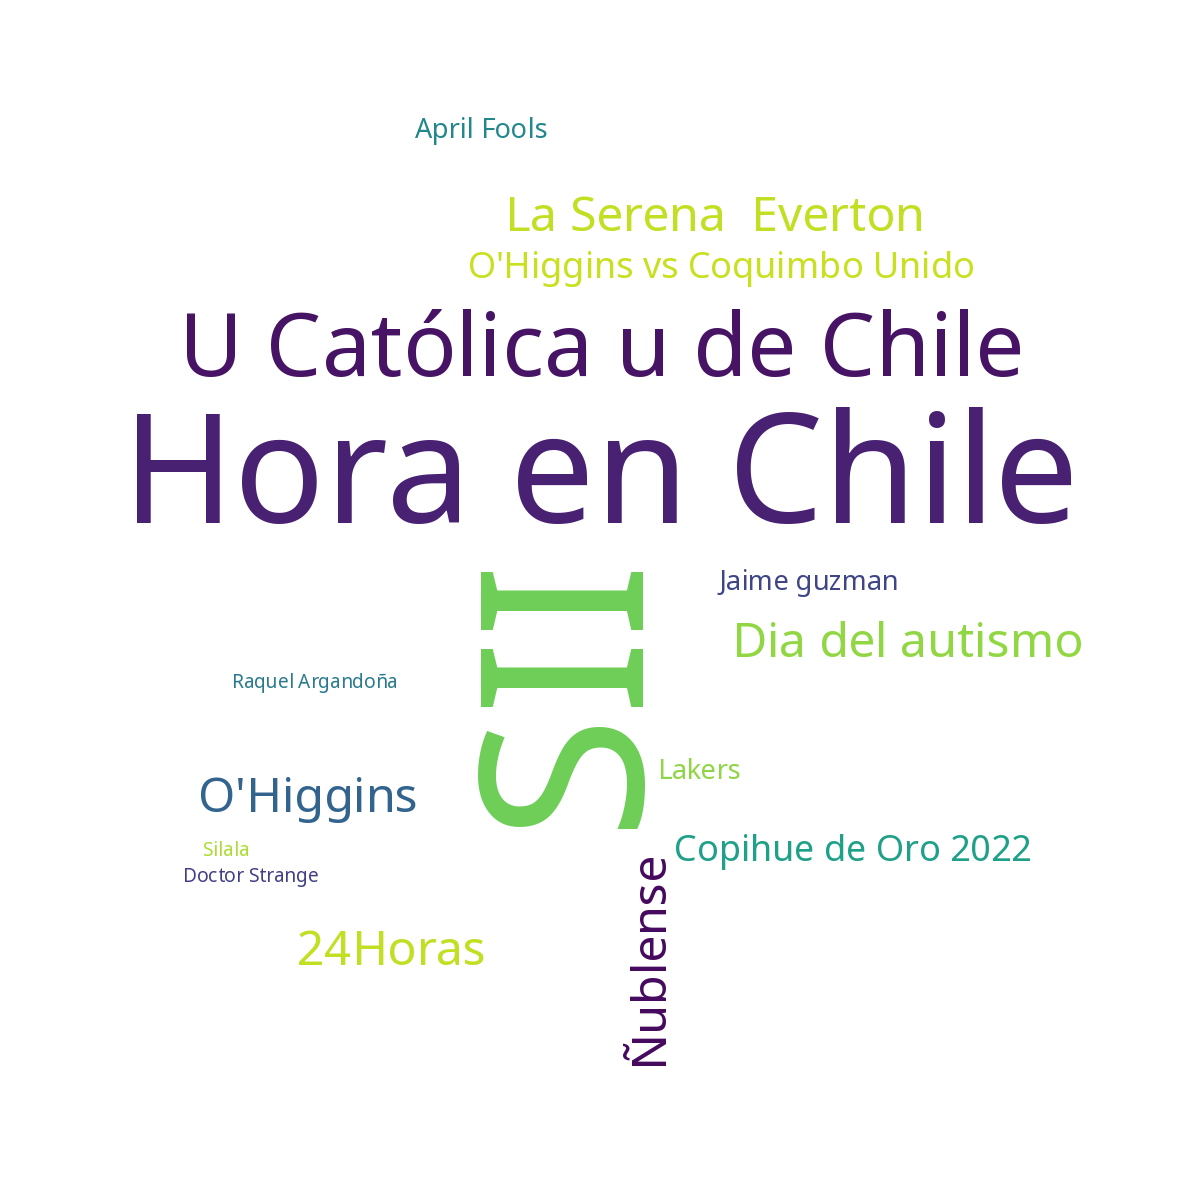 April Fools
La Serena  Everton
O'Higgins vs Coquimbo Unido
U Católica u de Chile
Hora en Chile
SII
Jaime guzman
Dia del autismo
Raquel Argandoña
Lakers
O'Higgins
Silala
Copihue de Oro 2022
Doctor Strange
24Horas
Ñublense